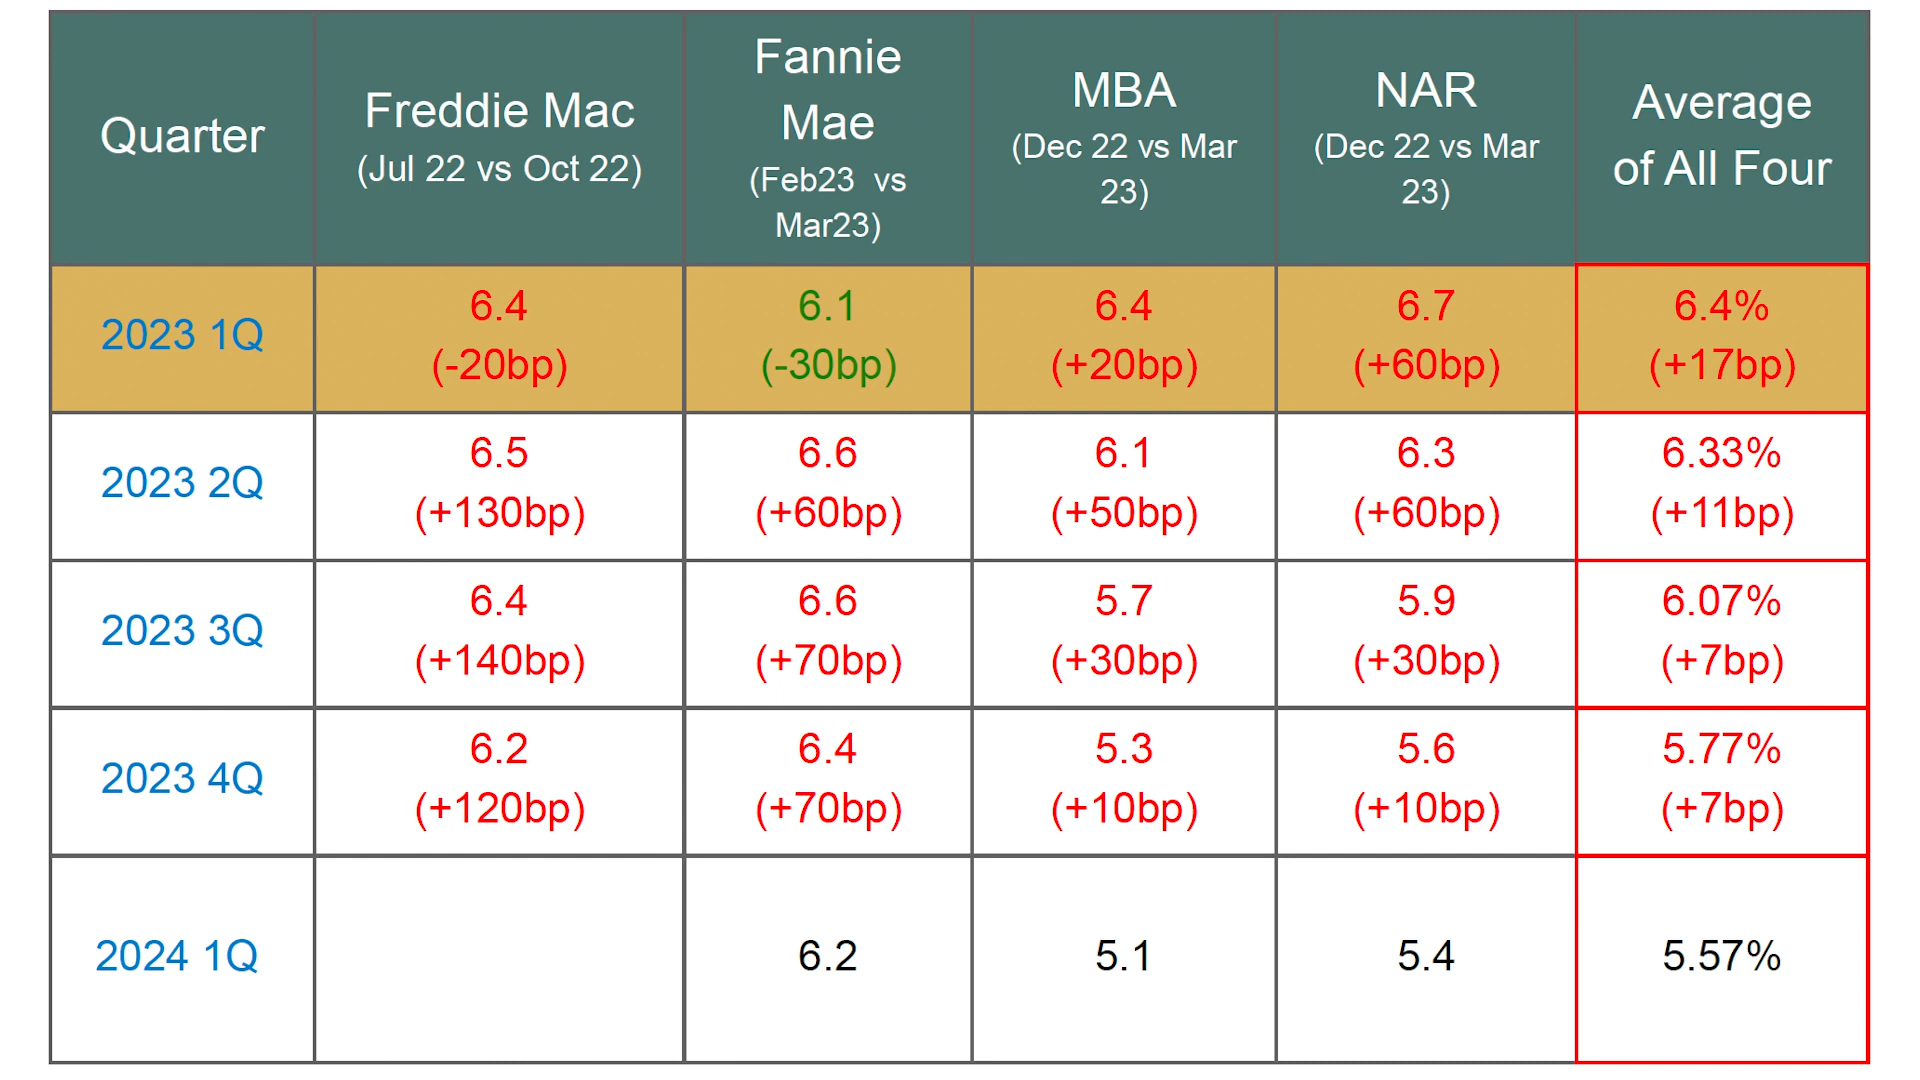 Quarter
Freddie Mac
(Jul 22 vs Oct 22)
Fannie
Mae
(Feb23 vs
Mar23)
MBA
(Dec 22 vs Mar
23)
NAR
(Dec 22 vs Mar
23)
Average
of All Four
2023 1Q
6.4
(-20bp)
6.1
(-30bp)
6.4
(+20bp)
6.7
(+60bp)
6.4%
(+17bp)
2023 2Q
6.5
(+130bp)
6.6
(+60bp)
6.1
(+50bp)
6.3
(+60bp)
6.33%
(+11bp)
2023 3Q
6.4
(+140bp)
6.6
(+70bp)
5.7
(+30bp)
5.9
(+30bp)
6.07%
(+7bp)
2023 4Q
6.2
(+120bp)
6.4
(+70bp)
5.3
(+10bp)
5.6
(+10bp)
5.77%
(+7bp)
2024 1Q
6.2
5.1
5.4
5.57%